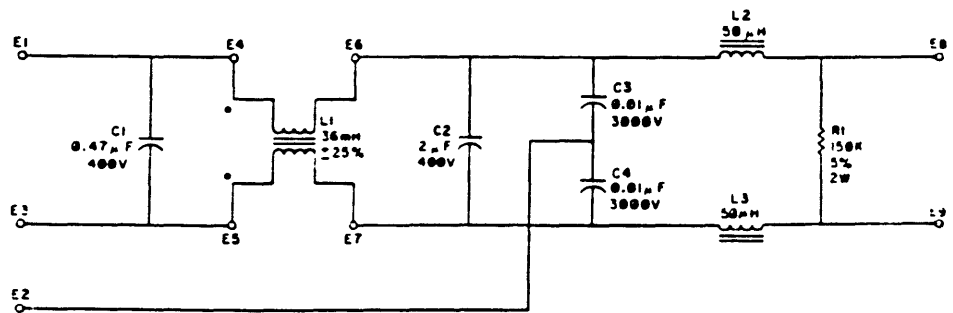 E1
E4
E6
L2
50μH
E8
C1
0.47μF
400V
L1
36mH
±25%
C2
2μF
400V
C3
0.01μF
3000V
C4
0.01μF
3000V
R1
150K
5%
2W
E3
E5
E7
L3
50μH
E9
E2